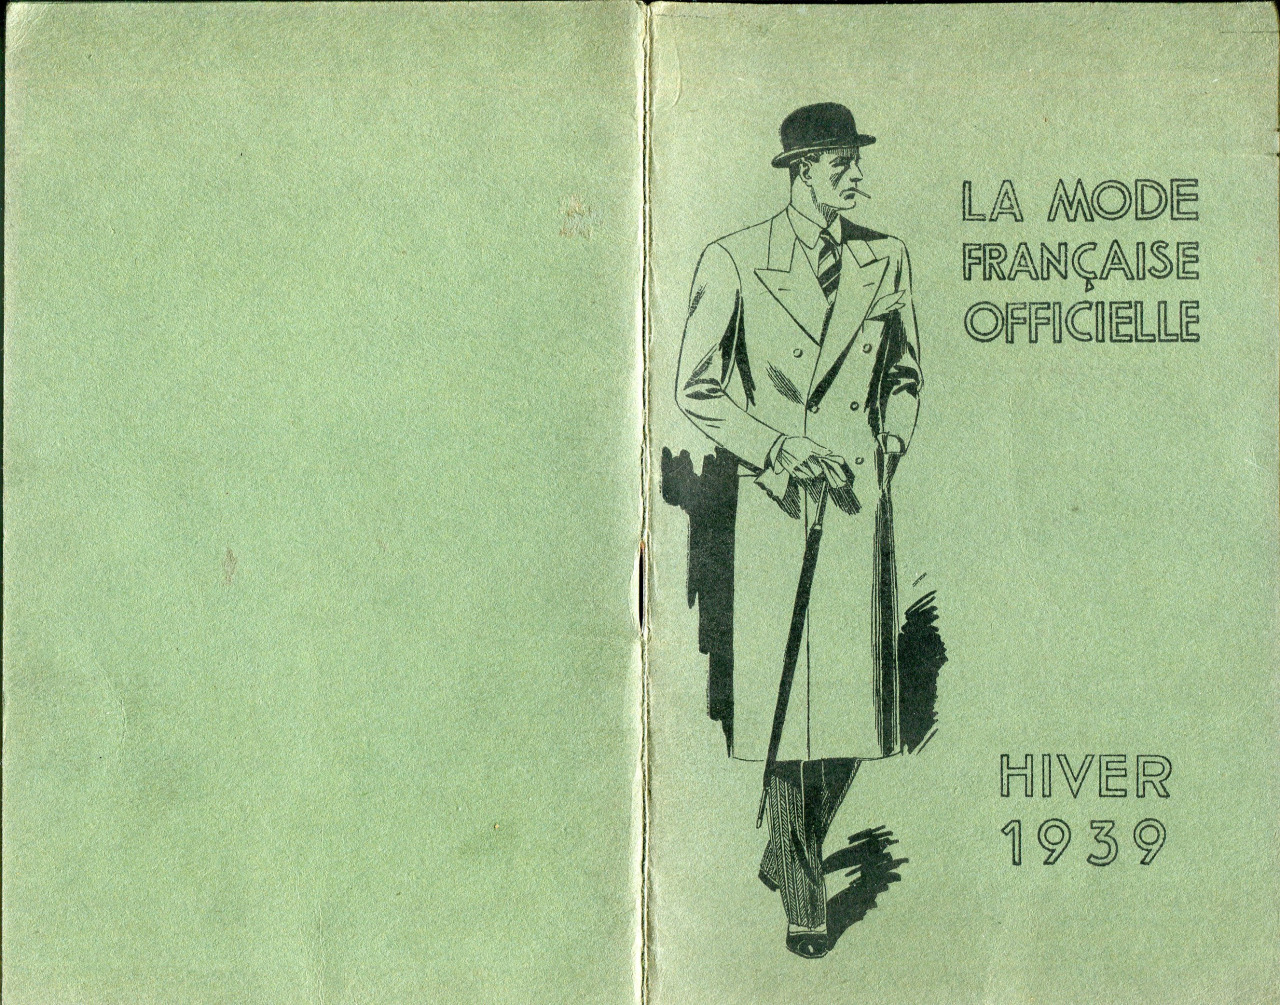 LA MODE
FRANÇAISE
OFFICIELLE
HIVER
1939